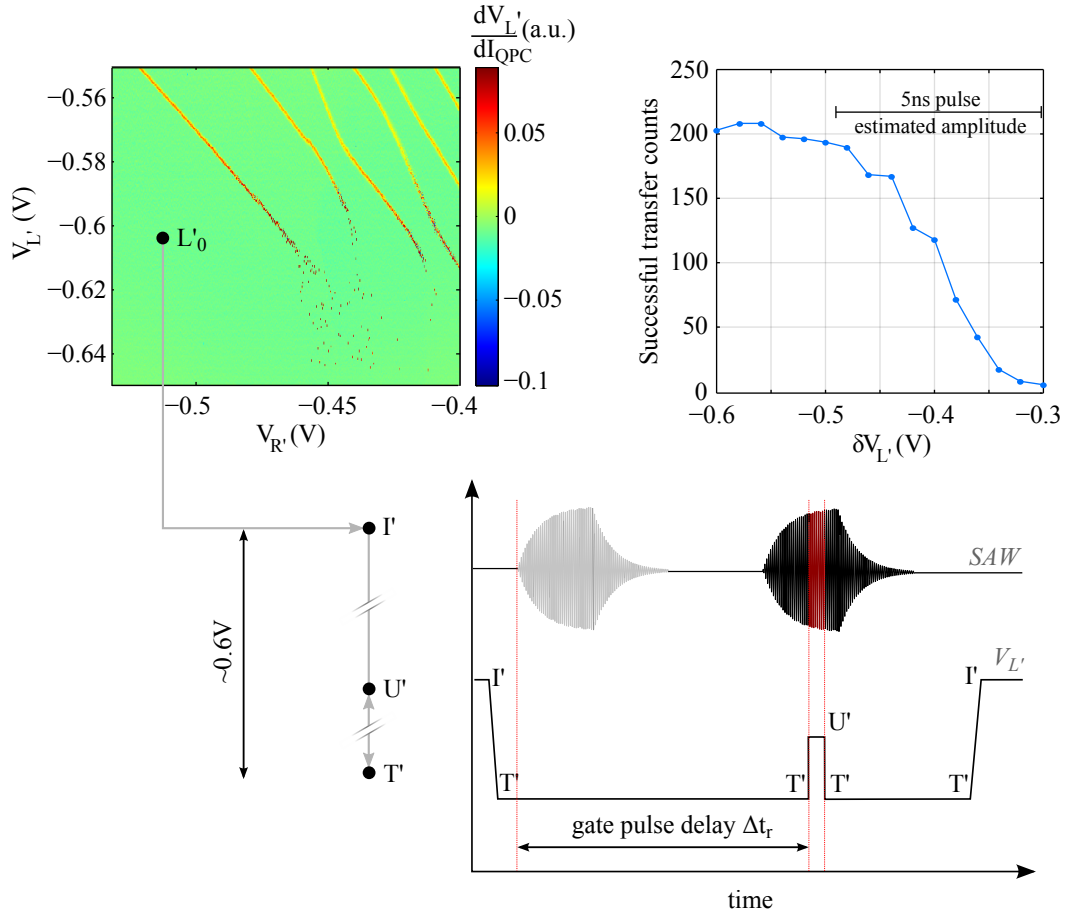 dV_L'/dI_QPC (a.u.)
−0.56
−0.58
−0.6
−0.62
−0.64
V_L' (V)
L'_0
−0.5
−0.45
−0.4
V_R' (V)
0.05
0
−0.05
−0.1
250
200
150
100
50
0
Successful transfer counts
5ns pulse
estimated amplitude
−0.6
−0.5
−0.4
−0.3
δV_L' (V)
I'
~0.6V
U'
T'
SAW
V_L'
I'
I'
U'
T'
T'
T'
T'
gate pulse delay Δt_r
time